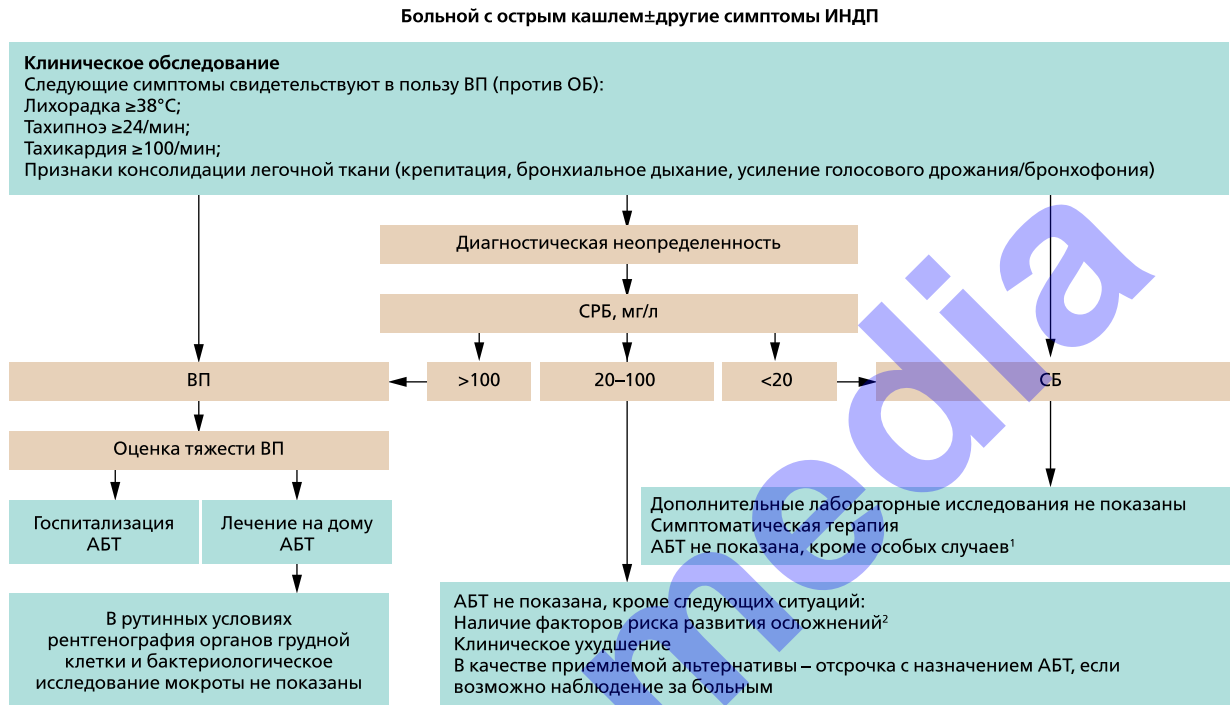 Больной с острым кашлем±другие симптомы ИНДП
Клиническое обследование
Следующие симптомы свидетельствуют в пользу ВП (против ОБ):
Лихорадка ≥38°C;
Тахипноэ ≥24/мин;
Тахикардия ≥100/мин;
Признаки консолидации легочной ткани (крепитация, бронхиальное дыхание, усиление голосового дрожания/бронхофония)
Диагностическая неопределенность
СРБ, мг/л
ВП
>100
20–100
<20
СБ
Оценка тяжести ВП
Госпитализация
АБТ
Лечение на дому
АБТ
Дополнительные лабораторные исследования не показаны
Симптоматическая терапия
АБТ не показана, кроме особых случаев¹
В рутинных условиях
рентгенография органов грудной
клетки и бактериологическое
исследование мокроты не показаны
АБТ не показана, кроме следующих ситуаций:
Наличие факторов риска развития осложнений²
Клиническое ухудшение
В качестве приемлемой альтернативы – отсрочка с назначением АБТ, если
возможно наблюдение за больным
media